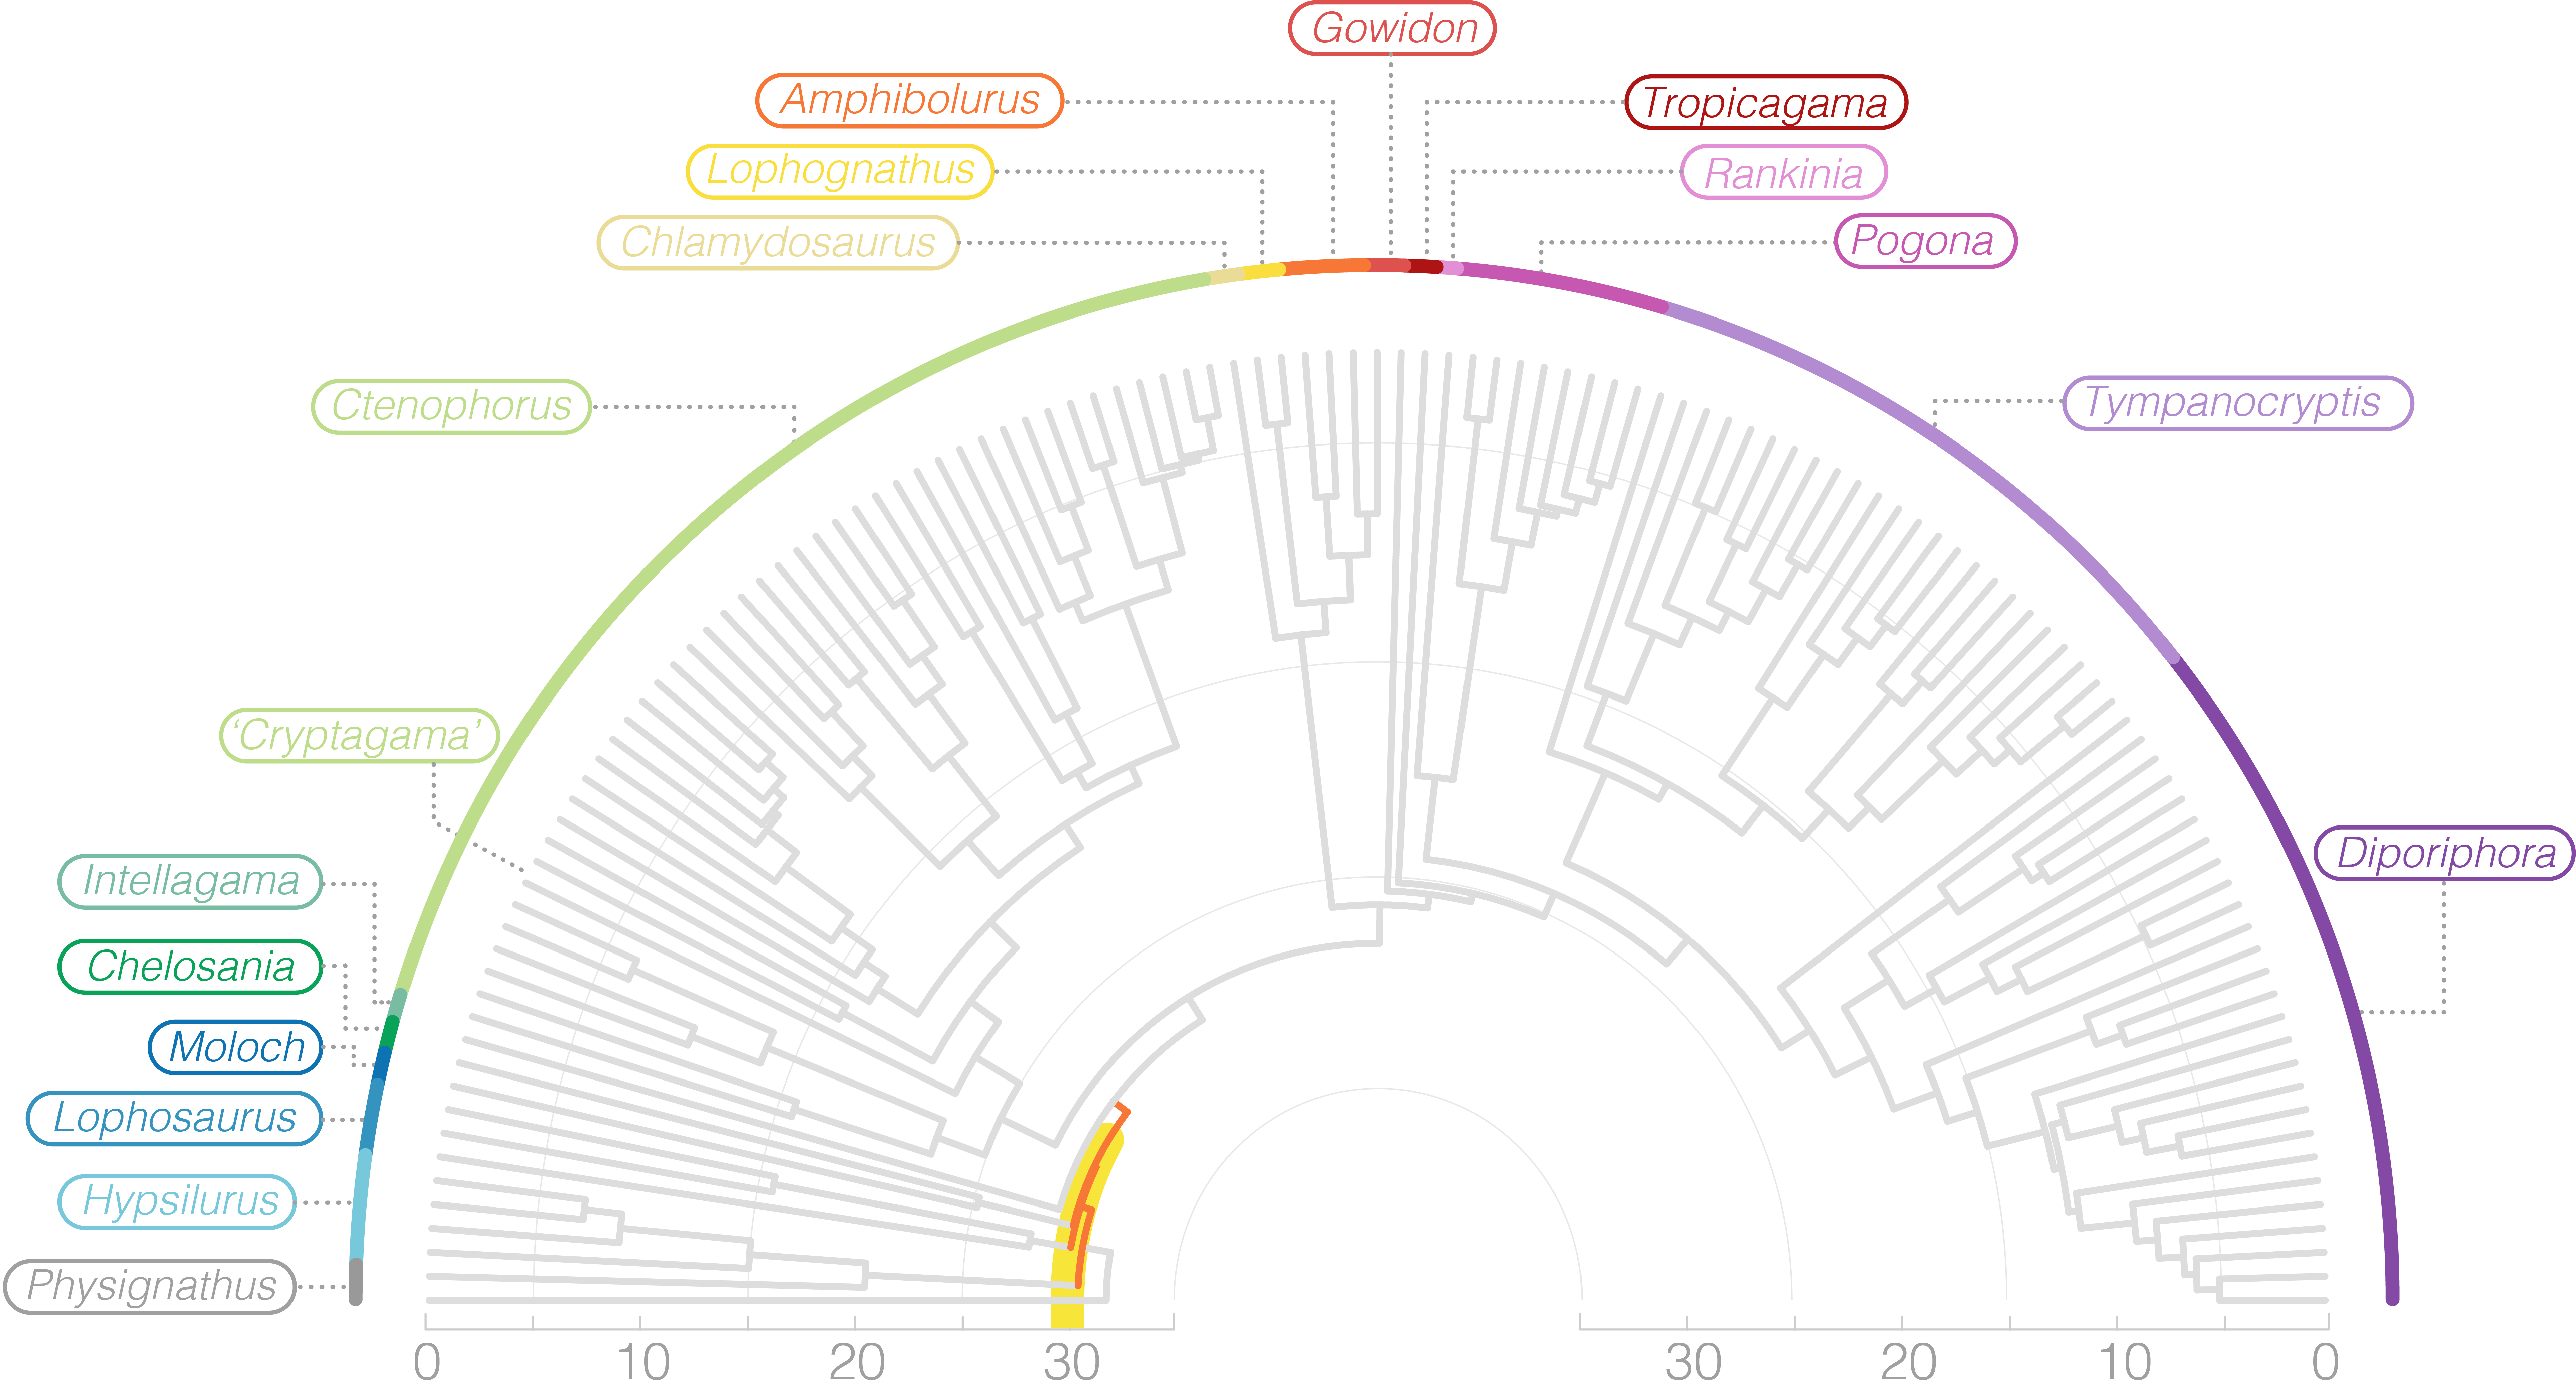 Gowidon
Amphibolurus
Tropicagama
Lophognathus
Rankinia
Chlamydosaurus
Pogona
Ctenophorus
Tympanocryptis
‘Cryptagama’
Intellagama
Diporiphora
Chelosania
Moloch
Lophosaurus
Hypsilurus
Physignathus
0 10 20 30 30 20 10 0